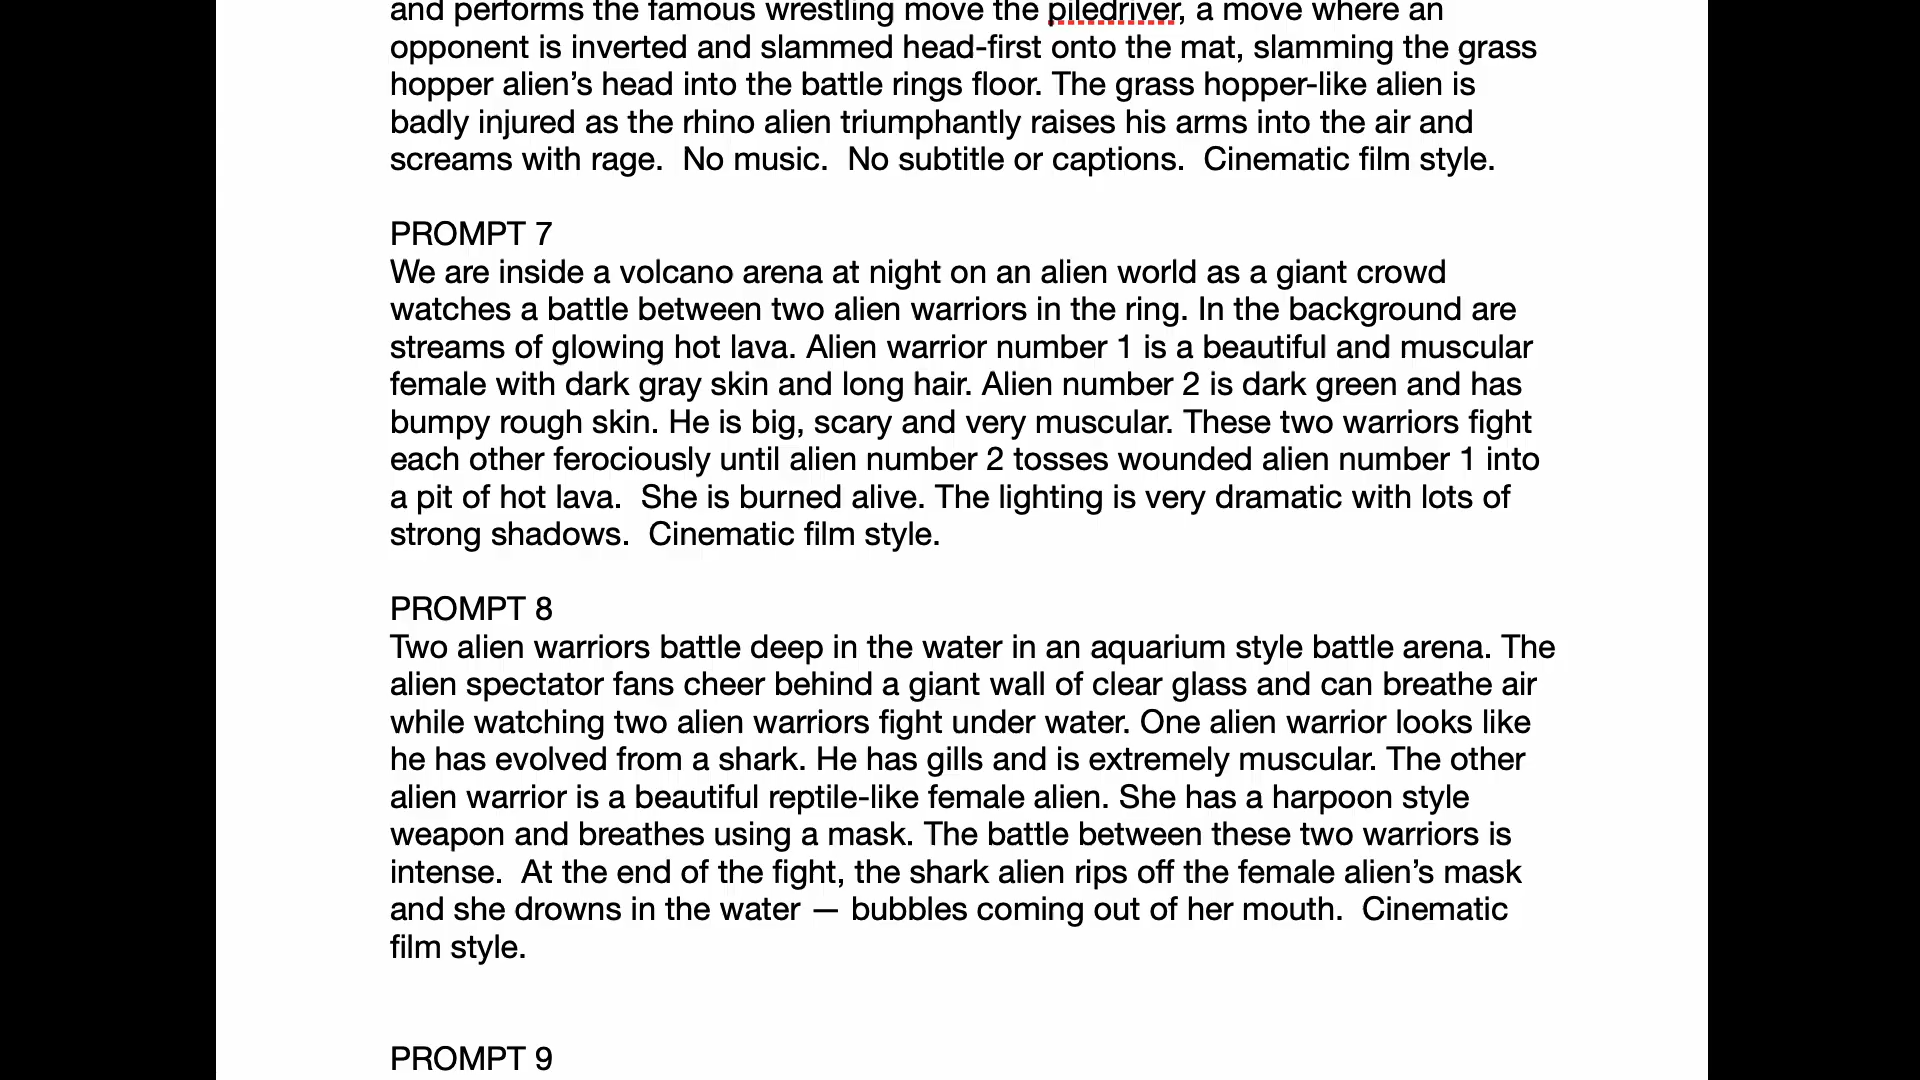 and performs the famous wrestling move the piledriver, a move where an
opponent is inverted and slammed head-first onto the mat, slamming the grass
hopper alien’s head into the battle rings floor. The grass hopper-like alien is
badly injured as the rhino alien triumphantly raises his arms into the air and
screams with rage.  No music.  No subtitle or captions.  Cinematic film style.
PROMPT 7
We are inside a volcano arena at night on an alien world as a giant crowd
watches a battle between two alien warriors in the ring. In the background are
streams of glowing hot lava. Alien warrior number 1 is a beautiful and muscular
female with dark gray skin and long hair. Alien number 2 is dark green and has
bumpy rough skin. He is big, scary and very muscular. These two warriors fight
each other ferociously until alien number 2 tosses wounded alien number 1 into
a pit of hot lava.  She is burned alive. The lighting is very dramatic with lots of
strong shadows.  Cinematic film style.
PROMPT 8
Two alien warriors battle deep in the water in an aquarium style battle arena. The
alien spectator fans cheer behind a giant wall of clear glass and can breathe air
while watching two alien warriors fight under water. One alien warrior looks like
he has evolved from a shark. He has gills and is extremely muscular. The other
alien warrior is a beautiful reptile-like female alien. She has a harpoon style
weapon and breathes using a mask. The battle between these two warriors is
intense.  At the end of the fight, the shark alien rips off the female alien’s mask
and she drowns in the water — bubbles coming out of her mouth.  Cinematic
film style.
PROMPT 9